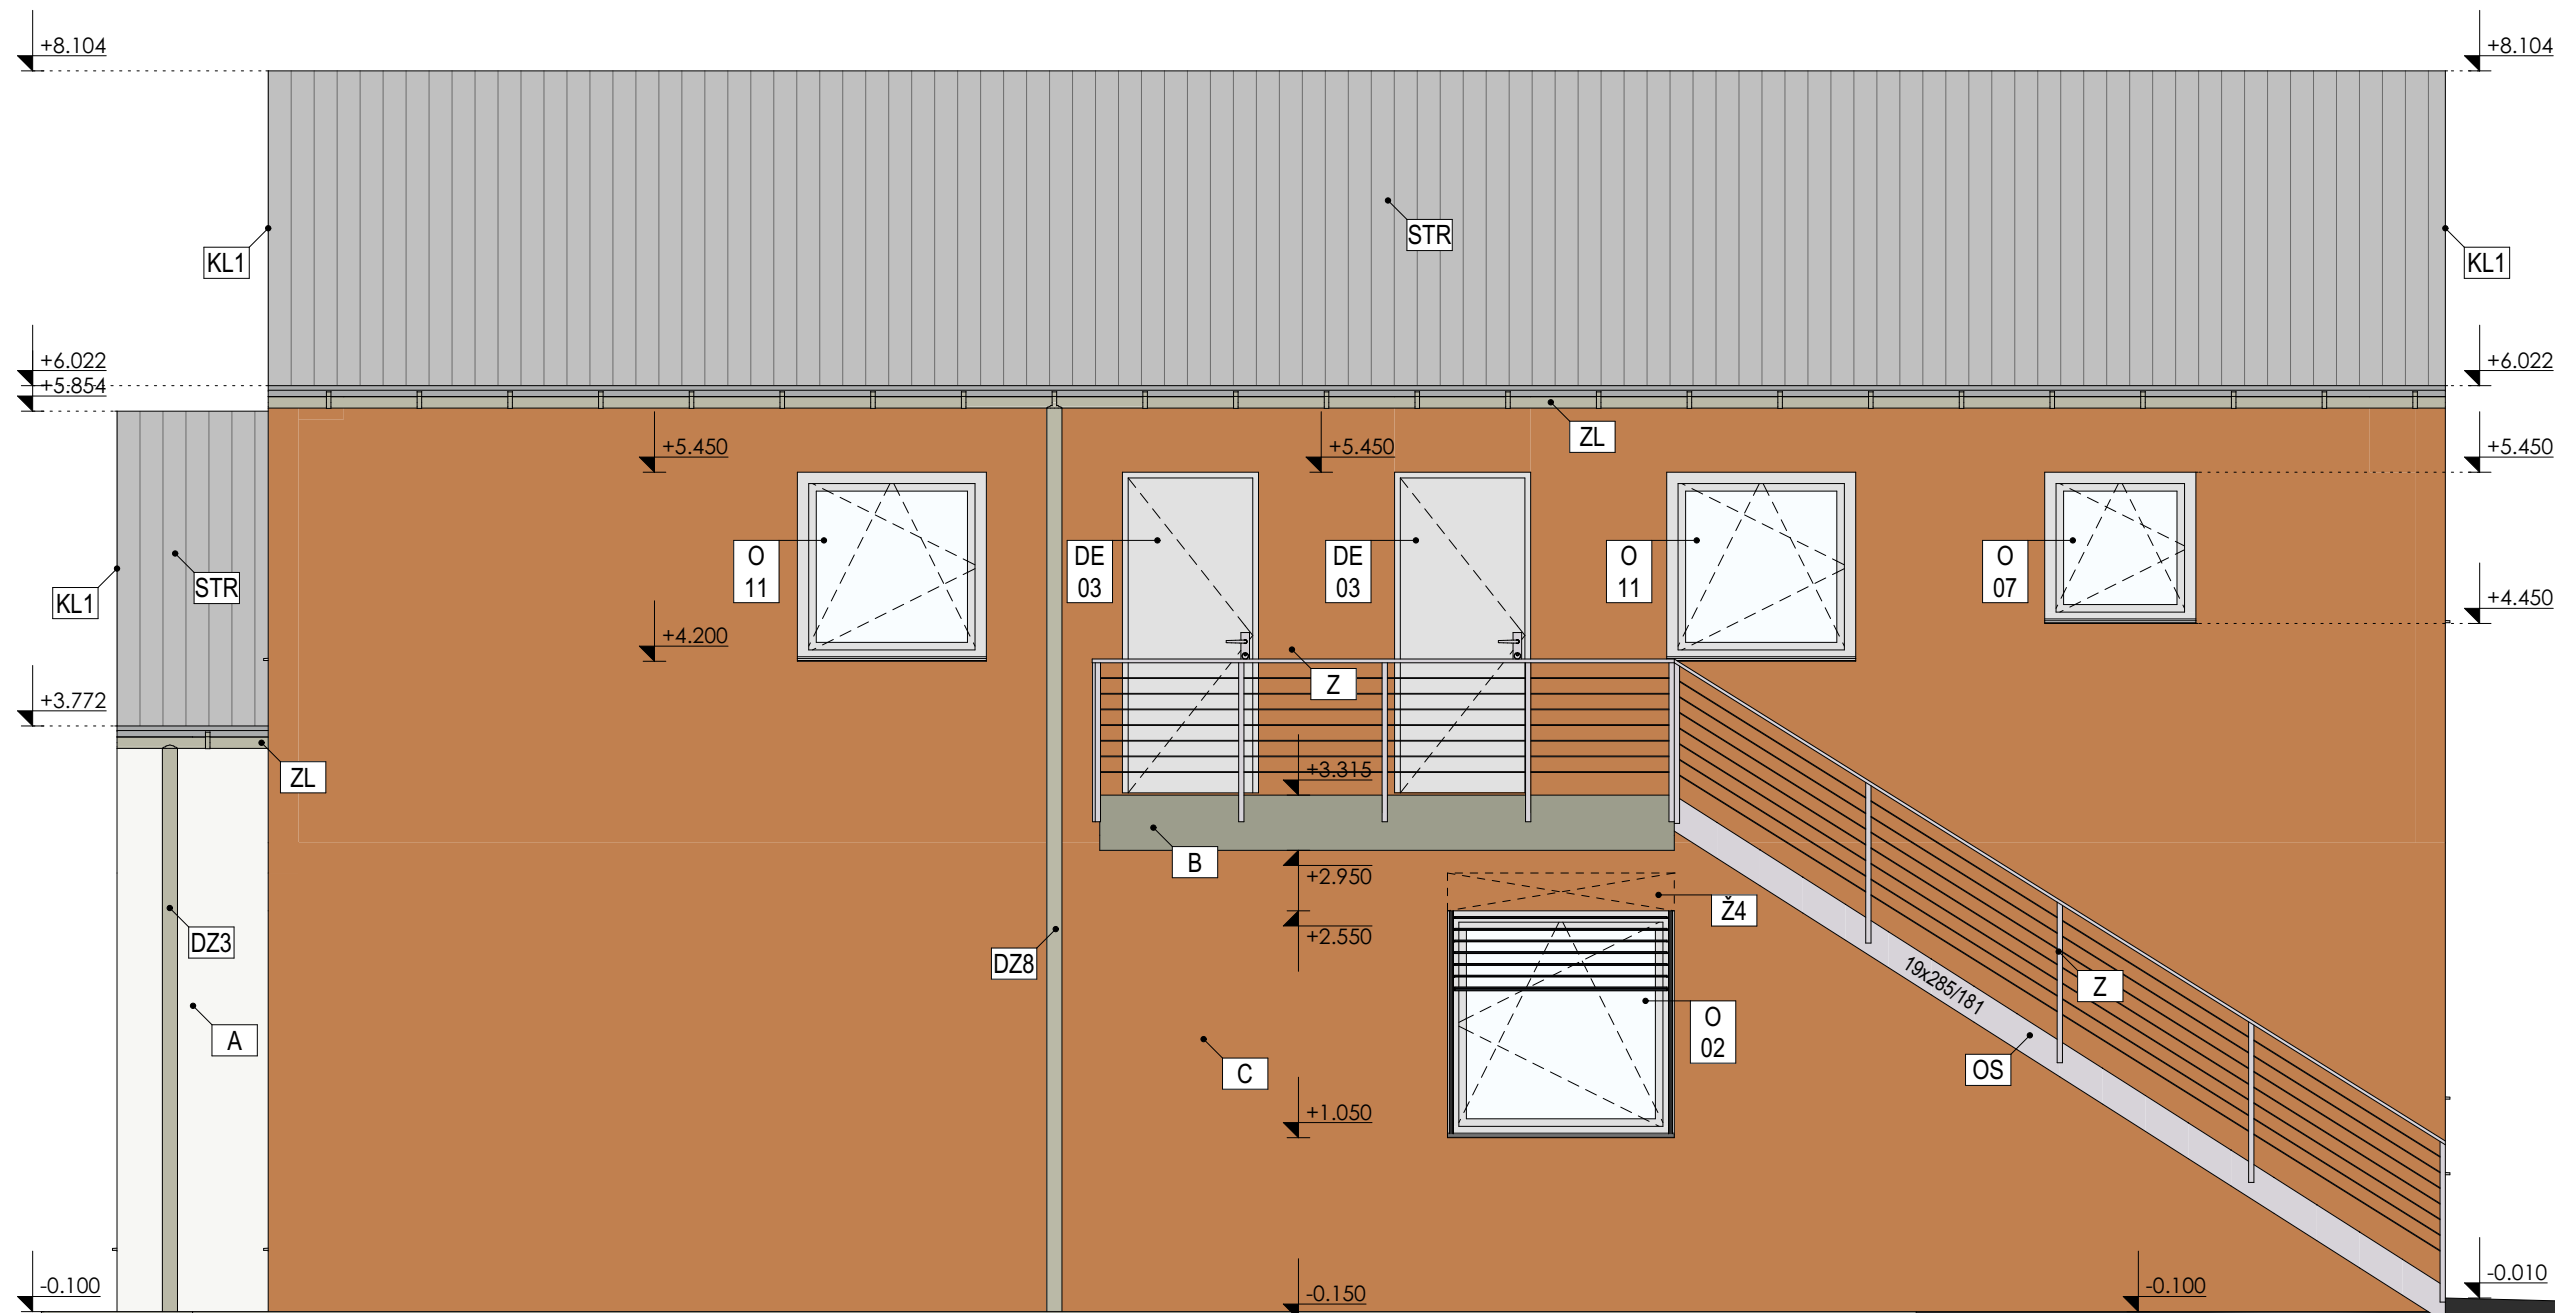 +8.104
+8.104
STR
KL1
KL1
+6.022
+6.022
+5.854
ZL
+5.450
+5.450
+5.450
O
11
DE
03
DE
03
O
11
O
07
STR
KL1
+4.450
+4.200
Z
+3.772
ZL
+3.315
B
+2.950
Ž4
+2.550
DZ3
DZ8
19x285/181
Z
A
O
02
OS
C
+1.050
-0.100
-0.150
-0.100
-0.010